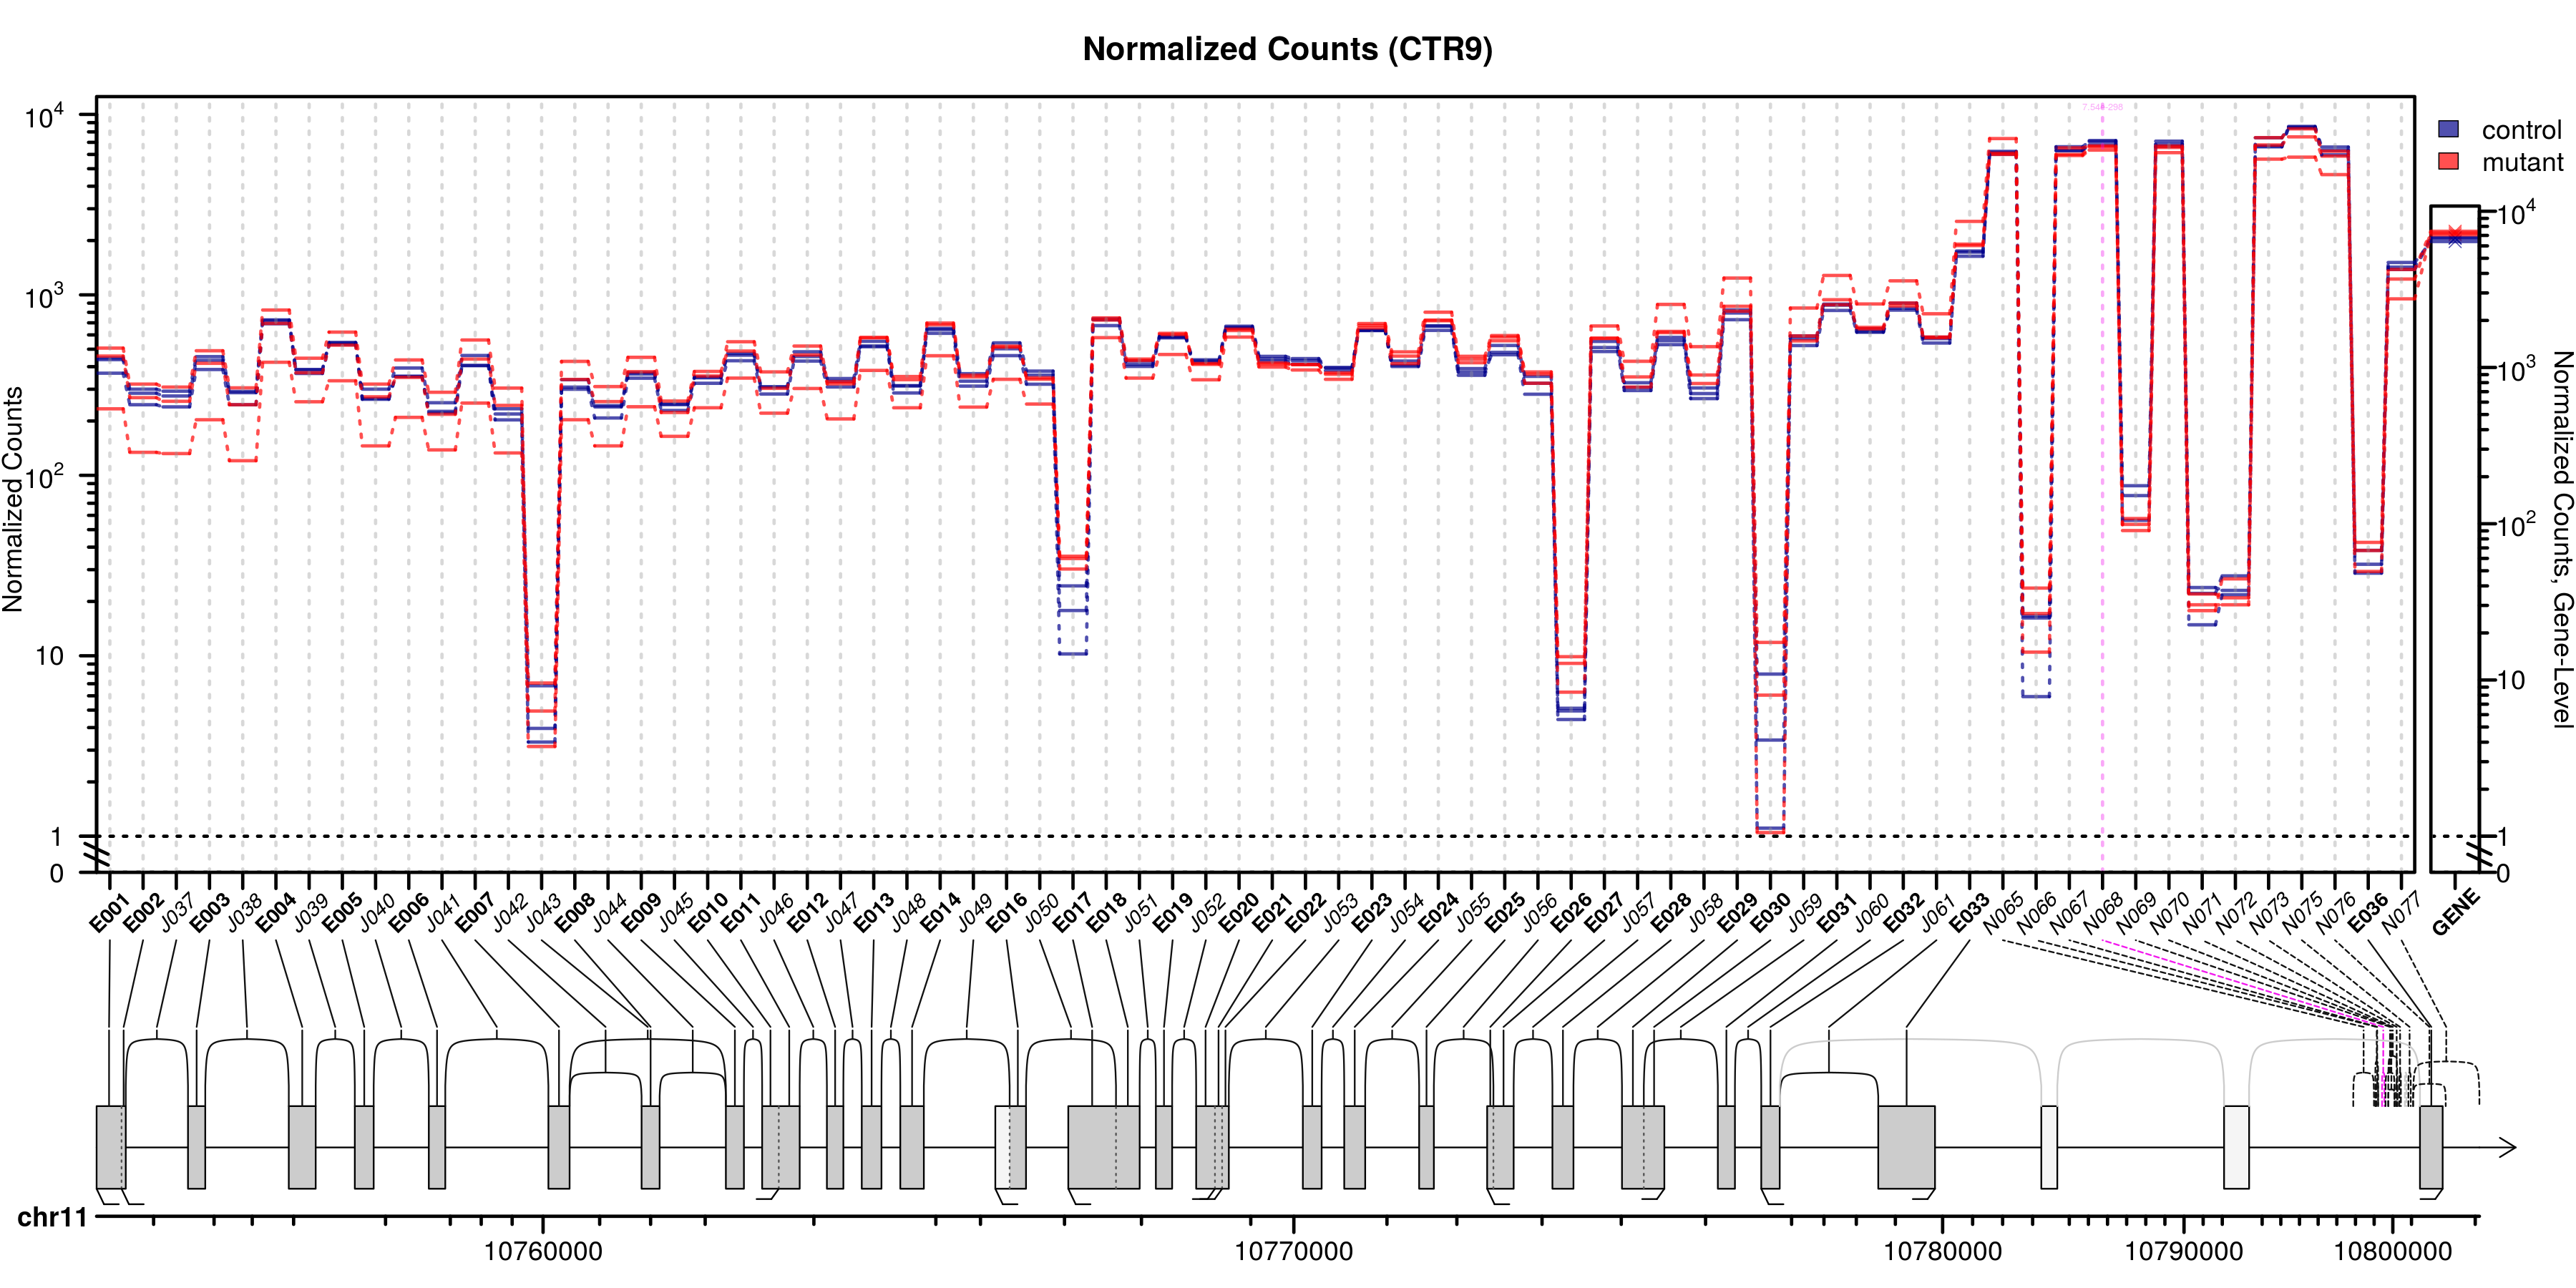 Normalized Counts (CTR9)
control
mutant
Normalized Counts
10⁴
10³
10²
10
1
0
Normalized Counts, Gene-Level
10⁴
10³
10²
10
1
0
E001 E002 J037 E003 J038 E004 J039 E005 J040 E006 J041 E007 J042 J043 E008 J044 E009 J045 E010 E011 J046 E012 J047 E013 J048 E014 J049 E016 J050 E017 E018 J051 E019 J052 E020 E021 E022 J053 E023 J054 E024 J055 E025 J056 E026 E027 J057 E028 J058 E029 E030 J059 E031 J060 E032 J061 E033 N065 N066 N067 N068 N069 N070 N071 N072 N073 N075 N076 E036 N077 GENE
chr11
10760000 10770000 10780000 10790000 10800000